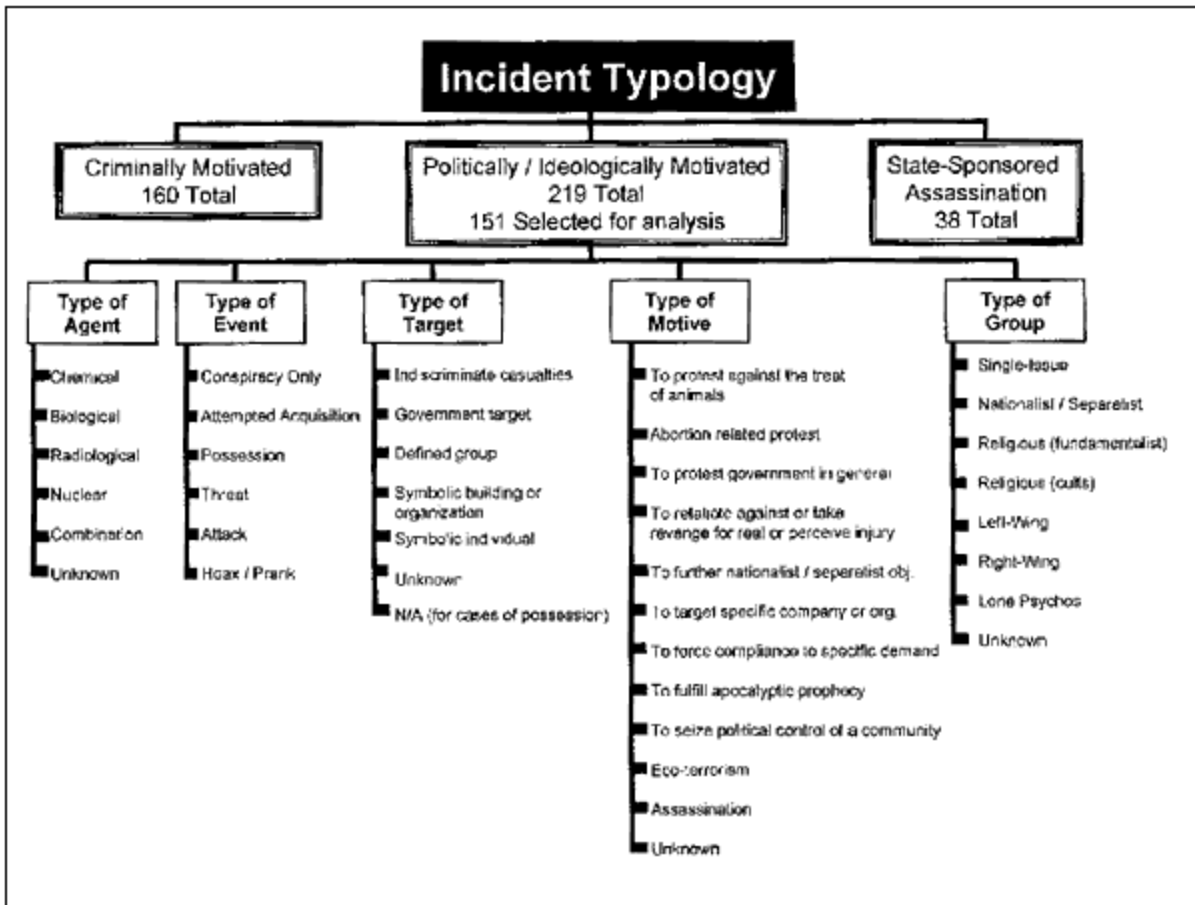 Incident Typology
Criminally Motivated
160 Total
Politically / Ideologically Motivated
219 Total
151 Selected for analysis
State-Sponsored
Assassination
38 Total
Type of
Agent
Chemical
Biological
Radiological
Nuclear
Combination
Unknown
Type of
Event
Conspiracy Only
Attempted Acquisition
Possession
Threat
Attack
Hoax / Prank
Type of
Target
Indiscriminate casualties
Government target
Defined group
Symbolic building or
organization
Symbolic individual
Unknown
N/A (for cases of possession)
Type of
Motive
To protest against the treat
of animals
Abortion related protest
To protest government in general
To retaliate against or take
revenge for real or perceive injury
To further nationalist / seperatist obj.
To target specific company or org.
To force compliance to specific demand
To fulfill apocalyptic prophecy
To seize political control of a community
Eco-terrorism
Assassination
Unknown
Type of
Group
Single-Issue
Nationalist / Separatist
Religious (fundamentalist)
Religious (cults)
Left-Wing
Right-Wing
Lone Psychos
Unknown